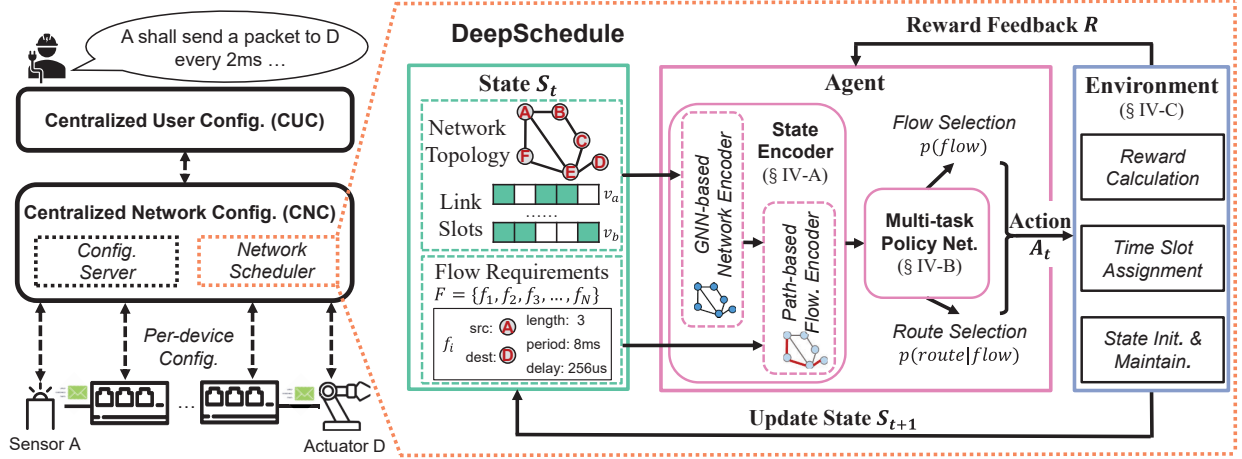 A shall send a packet to D
every 2ms ...
Centralized User Config. (CUC)
Centralized Network Config. (CNC)
Config.
Server
Network
Scheduler
Per-device
Config.
...
Sensor A
Actuator D
DeepSchedule
Reward Feedback R
State S_t
Network
Topology
A
B
C
D
E
F
Link
Slots
v_a
......
v_b
Flow Requirements
F = {f_1, f_2, f_3, ..., f_N}
f_i
src: A
dest: D
length: 3
period: 8ms
delay: 256us
Agent
State
Encoder
(§ IV-A)
GNN-based
Network Encoder
Path-based
Flow. Encoder
Flow Selection
p(flow)
Multi-task
Policy Net.
(§ IV-B)
Route Selection
p(route|flow)
Action
A_t
Environment
(§ IV-C)
Reward
Calculation
Time Slot
Assignment
State Init. &
Maintain.
Update State S_{t+1}